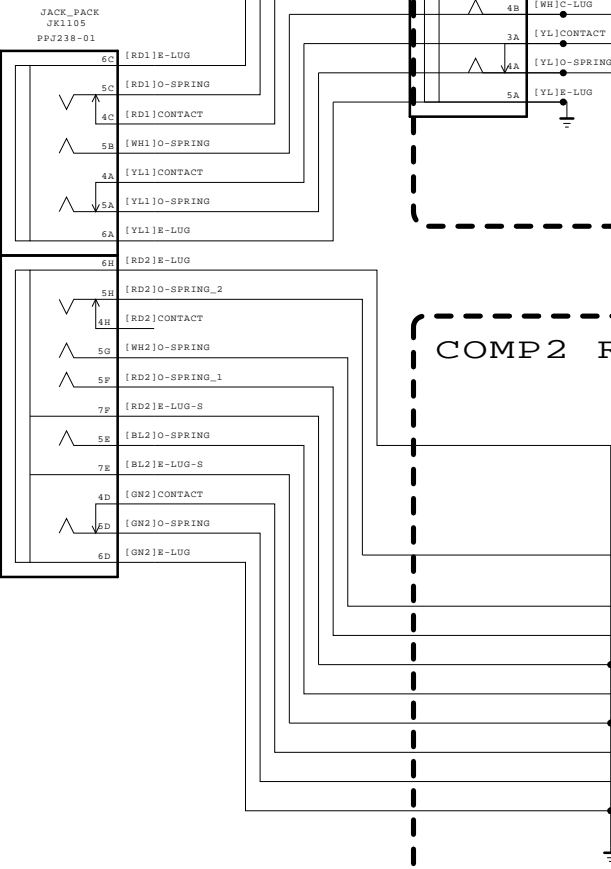 JACK_PACK
JK1105
PPJ238-01
6C [RD1]E-LUG
5C [RD1]O-SPRING
4C [RD1]CONTACT
5B [WH1]O-SPRING
4A [YL1]CONTACT
5A [YL1]O-SPRING
6A [YL1]E-LUG
6H [RD2]E-LUG
5H [RD2]O-SPRING_2
4H [RD2]CONTACT
5G [WH2]O-SPRING
5F [RD2]O-SPRING_1
7F [RD2]E-LUG-S
5E [BL2]O-SPRING
7E [BL2]E-LUG-S
4D [GN2]CONTACT
5D [GN2]O-SPRING
6D [GN2]E-LUG
4B [WH]C-LUG
3A [YL]CONTACT
4A [YL]O-SPRING
5A [YL]E-LUG
COMP2 R